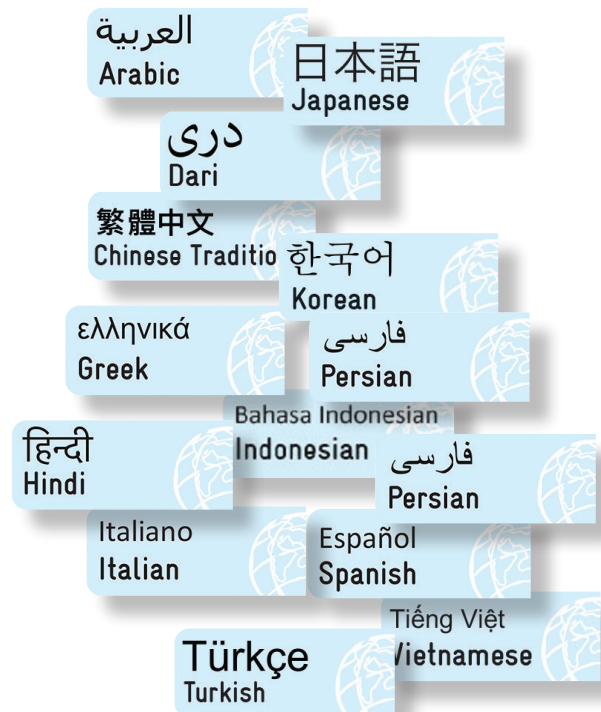 العربية
Arabic
日本語
Japanese
دری
Dari
繁體中文
Chinese Traditio
한국어
Korean
ελληνικά
Greek
فارسی
Persian
Bahasa Indonesian
Indonesian
हिन्दी
Hindi
فارسی
Persian
Italiano
Italian
Español
Spanish
Tiếng Việt
Vietnamese
Türkçe
Turkish